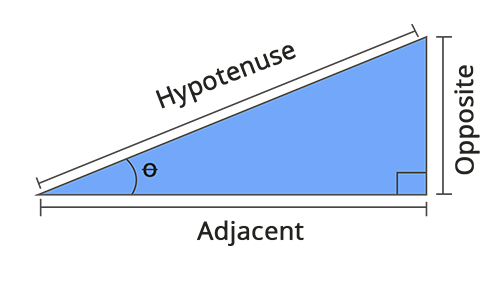 Hypotenuse
Opposite
ɵ
Adjacent